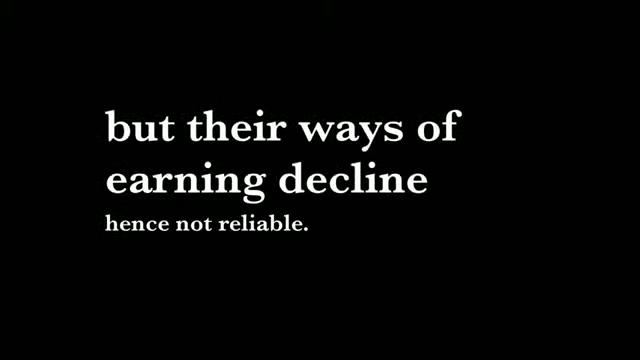 but their ways of
earning decline
hence not reliable.